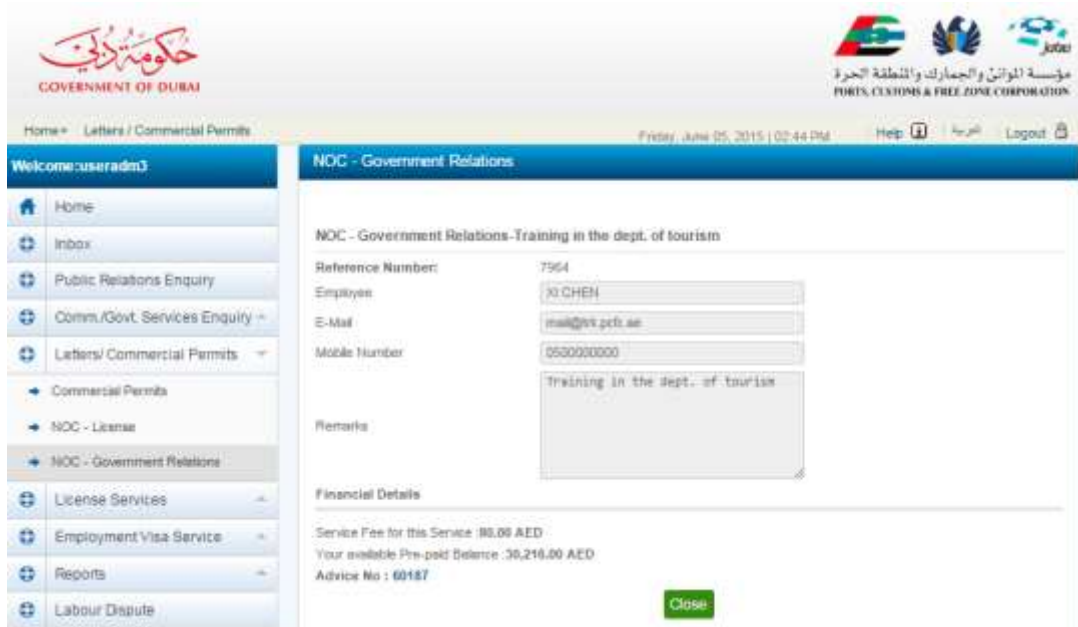 حكومة دبي
GOVERNMENT OF DUBAI
مؤسسة الموانئ والجمارك والمنطقة الحرة
PORTS, CUSTOMS & FREE ZONE CORPORATION
Home Letters / Commercial Permits
Friday, June 05, 2015 | 02:44 PM Help العربية Logout
Welcome:useradm3
Home
Inbox
Public Relations Enquiry
Comm./Govt. Services Enquiry
Letters/ Commercial Permits
Commercial Permits
NOC - License
NOC - Government Relations
License Services
Employment Visa Service
Reports
Labour Dispute
NOC - Government Relations
NOC - Government Relations-Training in the dept. of tourism
Reference Number: 7964
Employee XI CHEN
E-Mail
Mobile Number 0500000000
Remarks Training in the dept. of tourism
Financial Details
Service Fee for this Service :80.00 AED
Your available Pre-paid Balance :30,216.00 AED
Advice No : 60187
Close